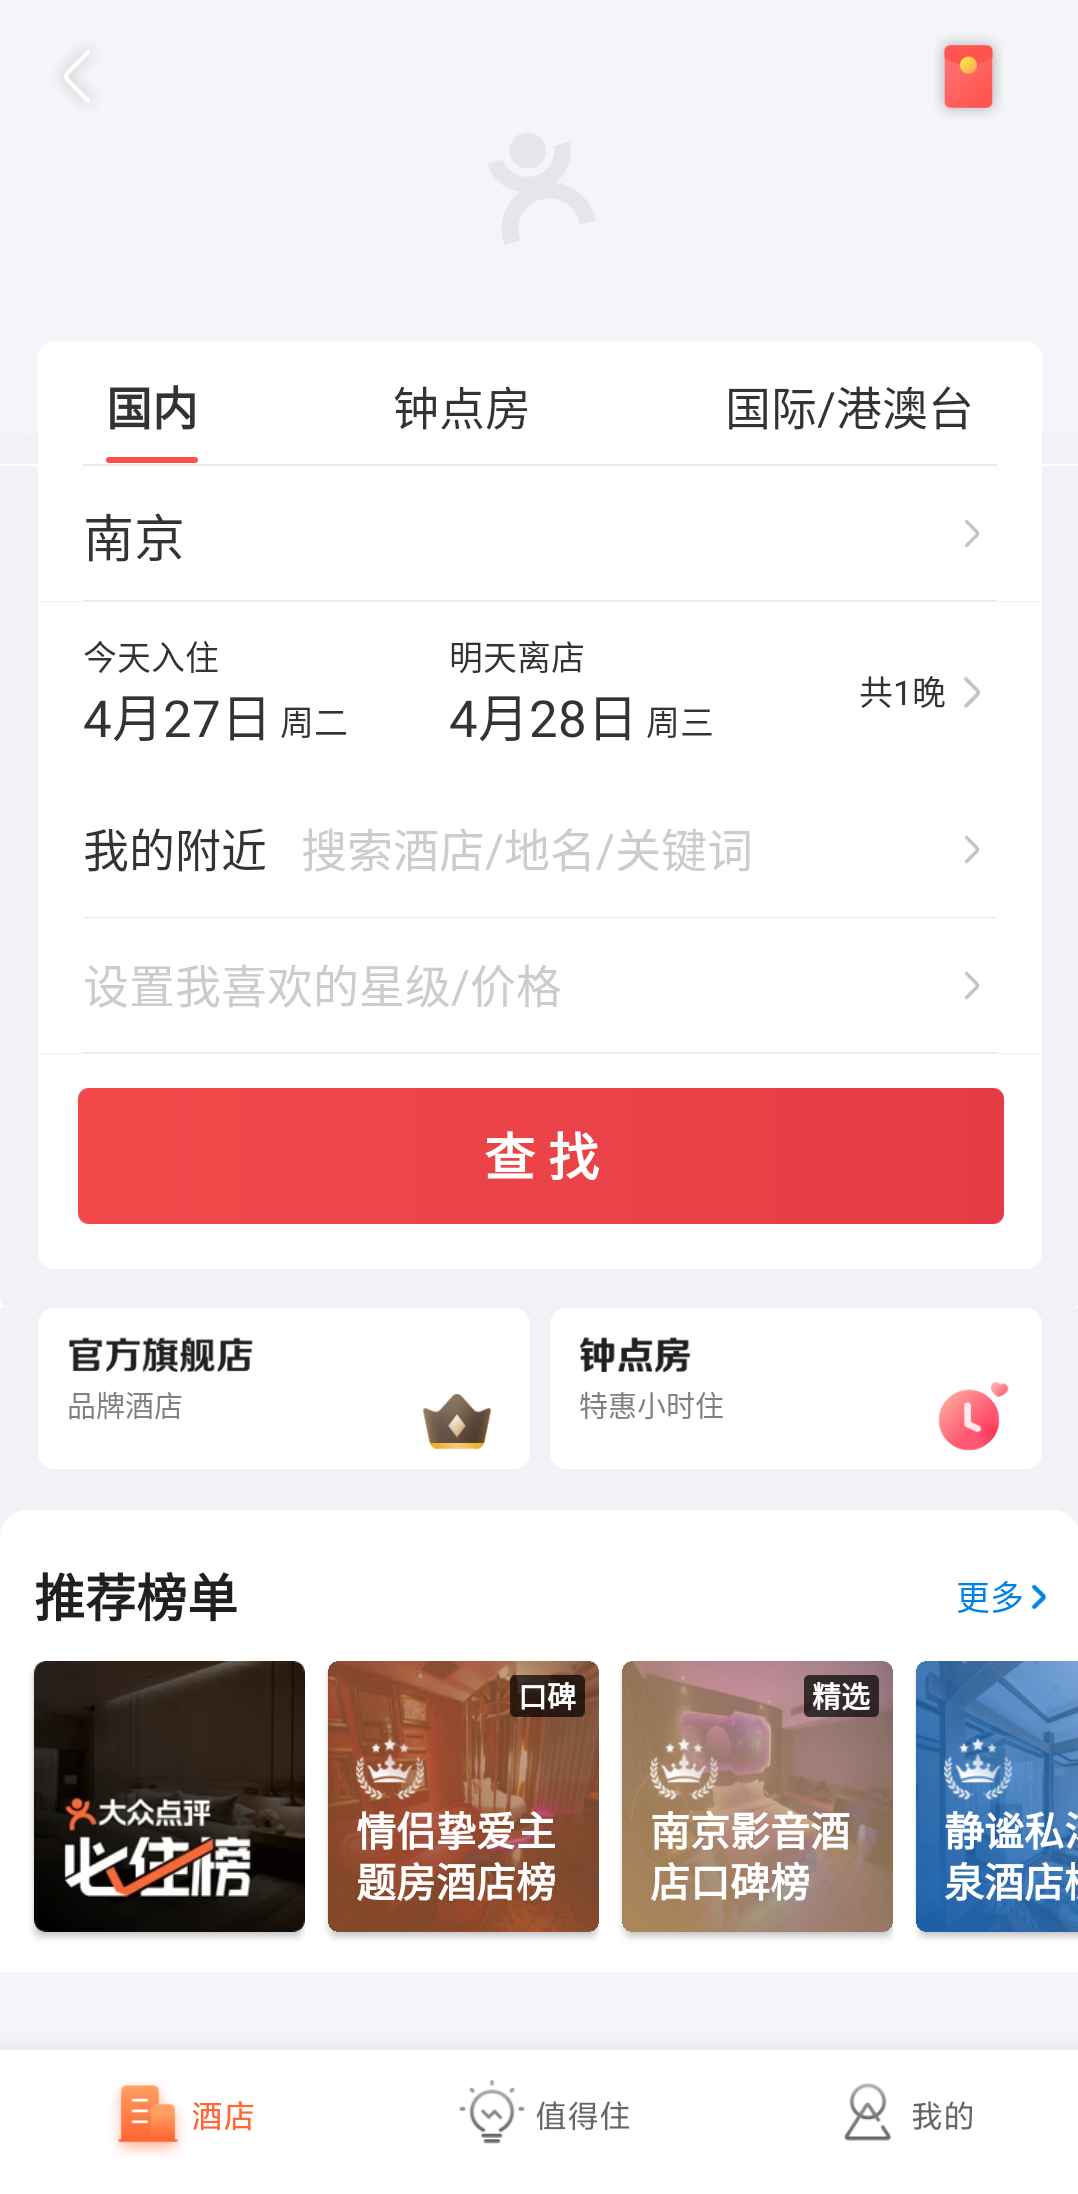 国内 钟点房 国际/港澳台
南京
今天入住 明天离店
4月27日 周二 4月28日 周三 共1晚
我的附近 搜索酒店/地名/关键词
设置我喜欢的星级/价格
查找
官方旗舰店 钟点房
品牌酒店 特惠小时住
推荐榜单 更多
大众点评
必住榜
口碑
情侣挚爱主
题房酒店榜
精选
南京影音酒
店口碑榜
静谧私
泉酒店
酒店 值得住 我的